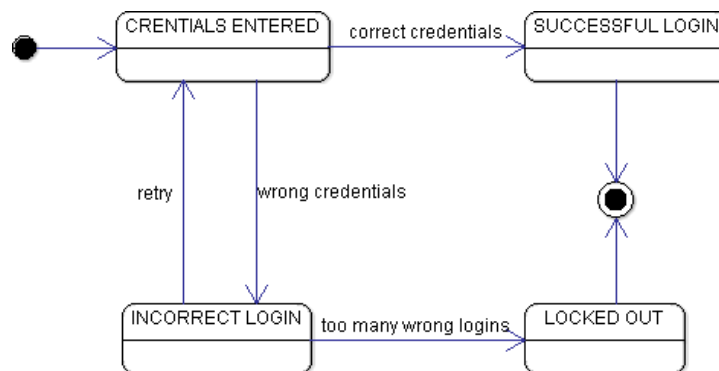 CRENTIALS ENTERED
correct credentials
SUCCESSFUL LOGIN
retry
wrong credentials
INCORRECT LOGIN
too many wrong logins
LOCKED OUT